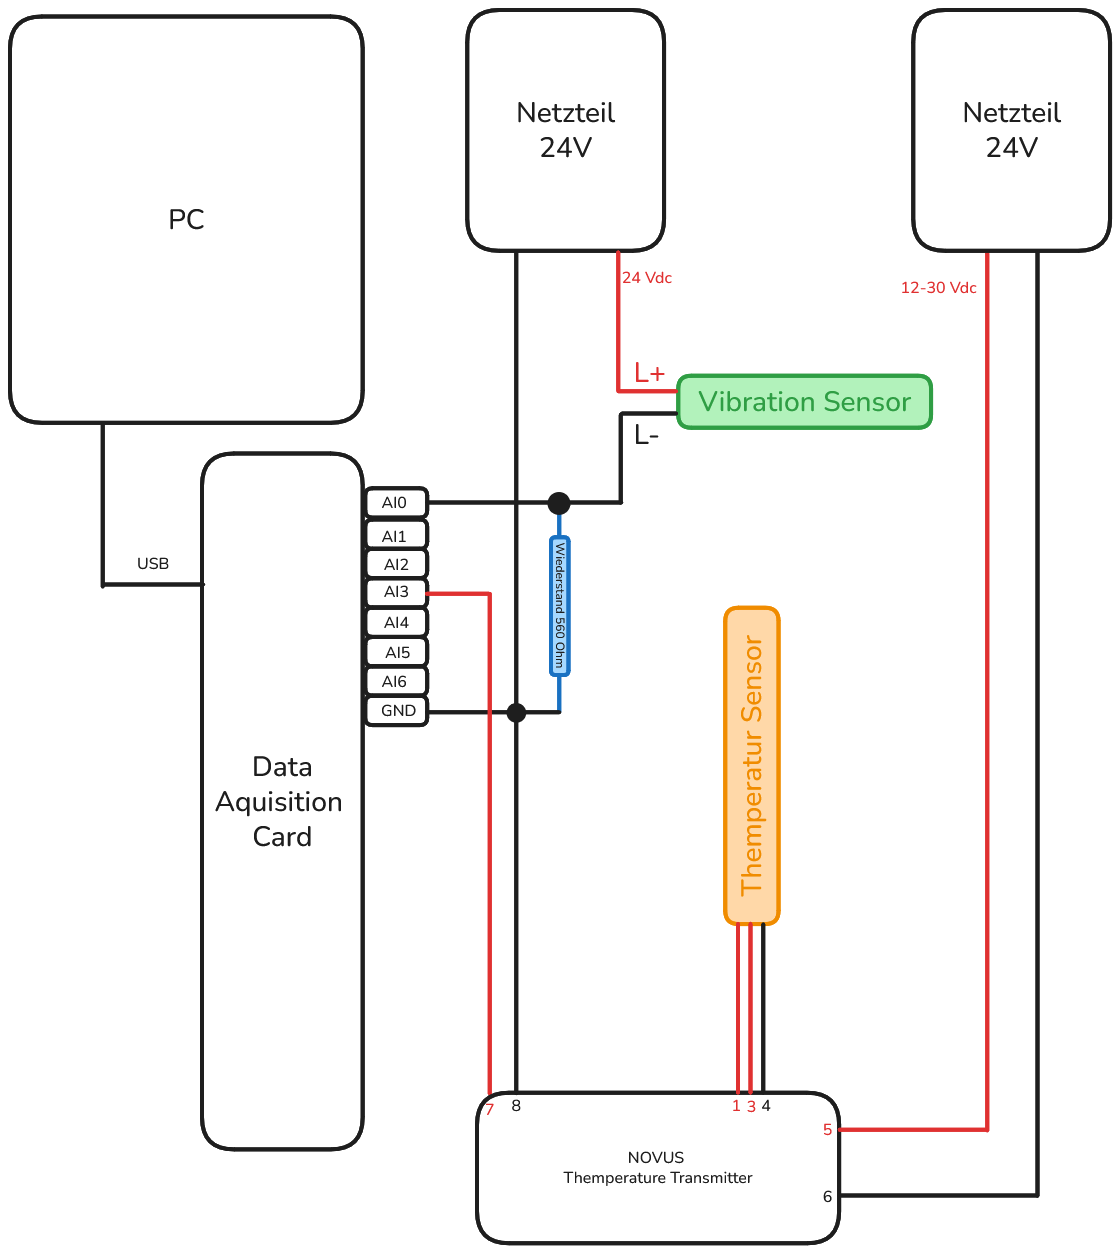 PC
Netzteil
24V
Netzteil
24V
24 Vdc
12-30 Vdc
L+
Vibration Sensor
L-
AI0
AI1
AI2
AI3
AI4
AI5
AI6
GND
USB
Wiederstand 560 Ohm
Themperatur Sensor
Data
Aquisition
Card
7
8
1
3
4
5
6
NOVUS
Themperature Transmitter